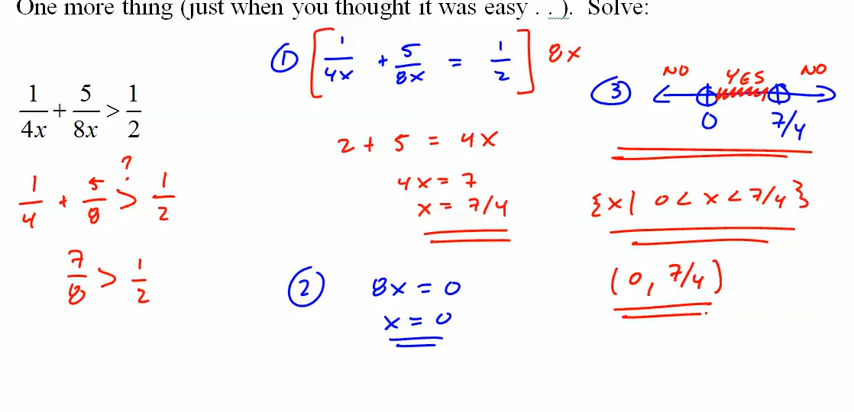 One more thing (just when you thought it was easy . . ). Solve:
1/(4x) + 5/(8x) > 1/2
1/4 + 5/8 >? 1/2
7/8 > 1/2
① [1/(4x) + 5/(8x) = 1/2] 8x
2 + 5 = 4x
4x = 7
x = 7/4
② 8x = 0
x = 0
③ NO YES NO
0 7/4
{x| 0 < x < 7/4}
(0, 7/4)